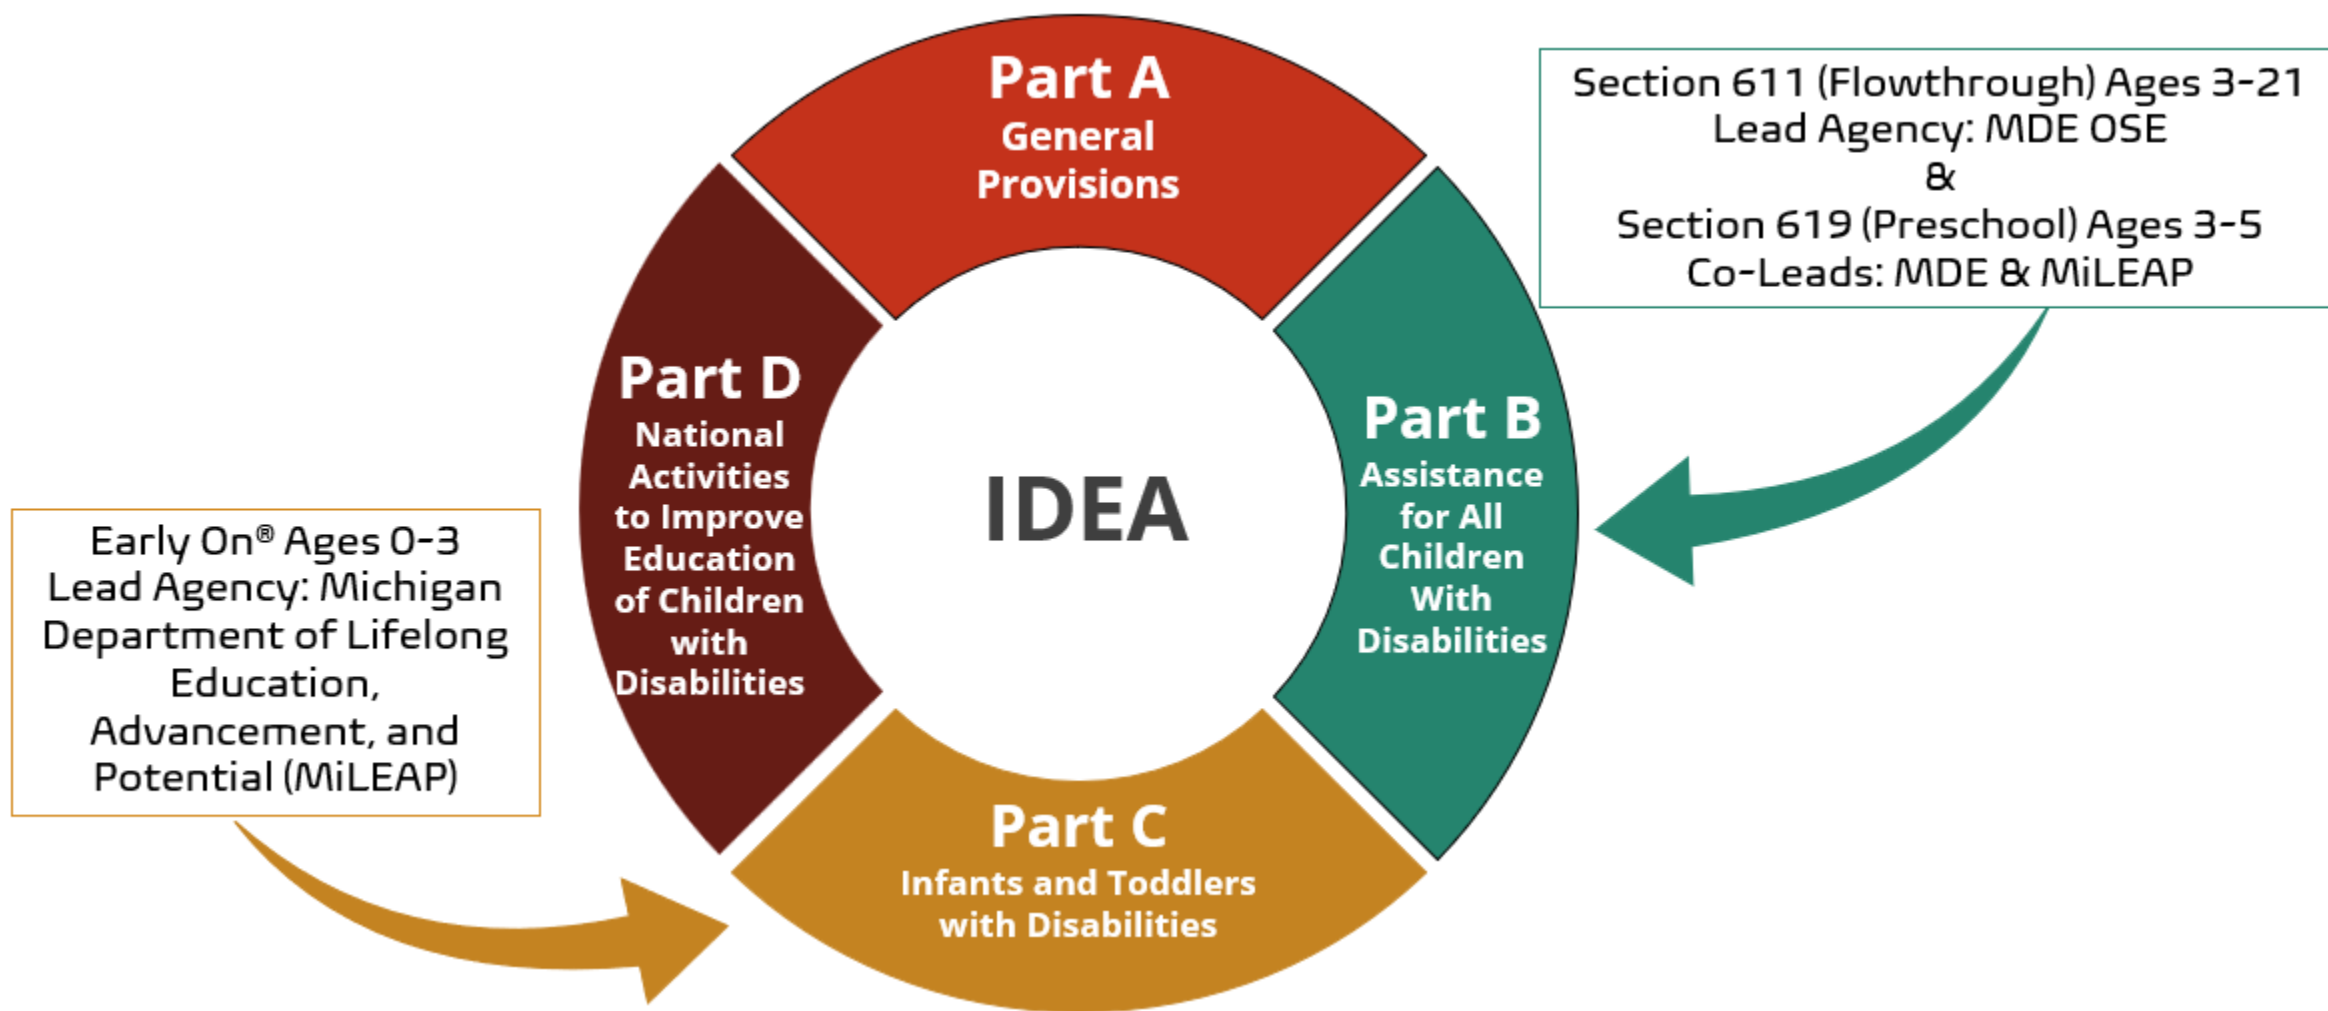 Part A
General
Provisions
Section 611 (Flowthrough) Ages 3-21
Lead Agency: MDE OSE
&
Section 619 (Preschool) Ages 3-5
Co-Leads: MDE & MiLEAP
Part B
Assistance
for All
Children
With
Disabilities
IDEA
Part D
National
Activities
to Improve
Education
of Children
with
Disabilities
Early On® Ages 0-3
Lead Agency: Michigan
Department of Lifelong
Education,
Advancement, and
Potential (MiLEAP)
Part C
Infants and Toddlers
with Disabilities